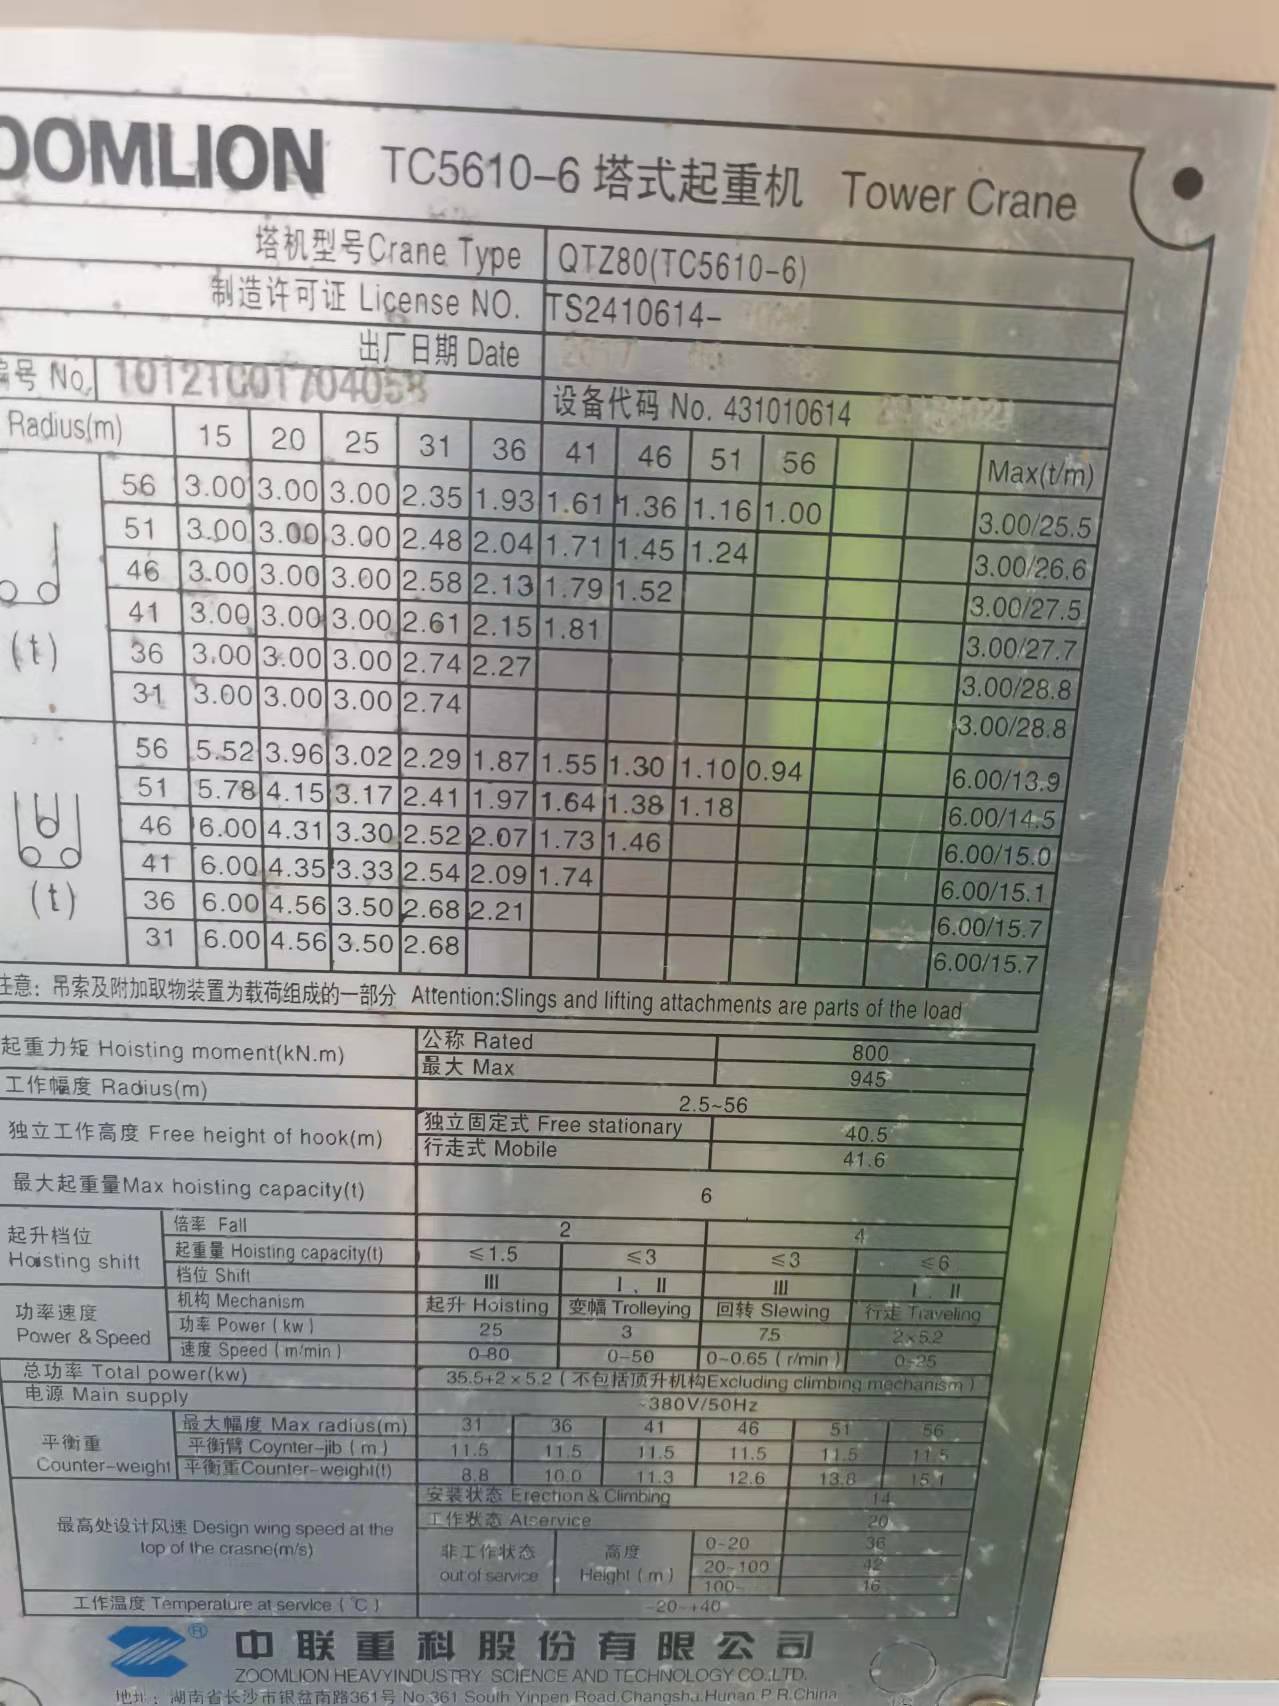 OOMLION TC5610-6 塔式起重机 Tower Crane
塔机型号Crane Type QTZ80(TC5610-6)
制造许可证 License NO. TS2410614-
出厂日期 Date 2017
编号 No. 1012TC0170405B 设备代码 No. 431010614
Radius(m) 15 20 25 31 36 41 46 51 56 Max(t/m)
56 3.00 3.00 3.00 2.35 1.93 1.61 1.36 1.16 1.00 3.00/25.5
51 3.00 3.00 3.00 2.48 2.04 1.71 1.45 1.24 3.00/26.6
46 3.00 3.00 3.00 2.58 2.13 1.79 1.52 3.00/27.5
41 3.00 3.00 3.00 2.61 2.15 1.81 3.00/27.7
(t) 36 3.00 3.00 3.00 2.74 2.27 3.00/28.8
31 3.00 3.00 3.00 2.74 3.00/28.8
56 5.52 3.96 3.02 2.29 1.87 1.55 1.30 1.10 0.94 6.00/13.9
51 5.78 4.15 3.17 2.41 1.97 1.64 1.38 1.18 6.00/14.5
46 6.00 4.31 3.30 2.52 2.07 1.73 1.46 6.00/15.0
41 6.00 4.35 3.33 2.54 2.09 1.74 6.00/15.1
(t) 36 6.00 4.56 3.50 2.68 2.21 6.00/15.7
31 6.00 4.56 3.50 2.68 6.00/15.7
注意: 吊索及附加取物装置为载荷组成的一部分 Attention:Slings and lifting attachments are parts of the load
起重力矩 Hoisting moment(kN.m) 公称 Rated 800
最大 Max 945
工作幅度 Radius(m) 2.5~56
独立工作高度 Free height of hook(m) 独立固定式 Free stationary 40.5
行走式 Mobile 41.6
最大起重量Max hoisting capacity(t) 6
起升档位 Hoisting shift 倍率 Fall 2 4
起重量 Hoisting capacity(t) ≤1.5 ≤3 ≤3 ≤6
档位 Shift Ⅲ Ⅰ、Ⅱ Ⅲ Ⅰ、Ⅱ
功率速度 Power & Speed 机构 Mechanism 起升 Hoisting 变幅 Trolleying 回转 Slewing 行走 Traveling
功率 Power ( kw ) 25 3 7.5 2×5.2
速度 Speed ( m/min ) 0-80 0-50 0~0.65 ( r/min ) 0-25
总功率 Total power(kw) 35.5+2×5.2 ( 不包括顶升机构Excluding climbing mechanism )
电源 Main supply ~380V/50Hz
平衡重 Counter-weight 最大幅度 Max radius(m) 31 36 41 46 51 56
平衡臂 Coynter-jib ( m ) 11.5 11.5 11.5 11.5 11.5 11.5
平衡重Counter-weight(t) 8.8 10.0 11.3 12.6 13.8 15.1
最高处设计风速 Design wing speed at the top of the crasne(m/s) 安装状态 Erection & Climbing 14
工作状态 Atservice 20
非工作状态 out of service 高度 Height ( m ) 0-20 36
20-100 42
100- 46
工作温度 Temperature at service ( ℃ ) -20~+40
® 中联重科股份有限公司
ZOOMLION HEAVYINDUSTRY SCIENCE AND TECHNOLOGY CO.,LTD.
地址: 湖南省长沙市银盆南路361号 No.361 South Yinpen Road,Changsha,Hunan P R.China